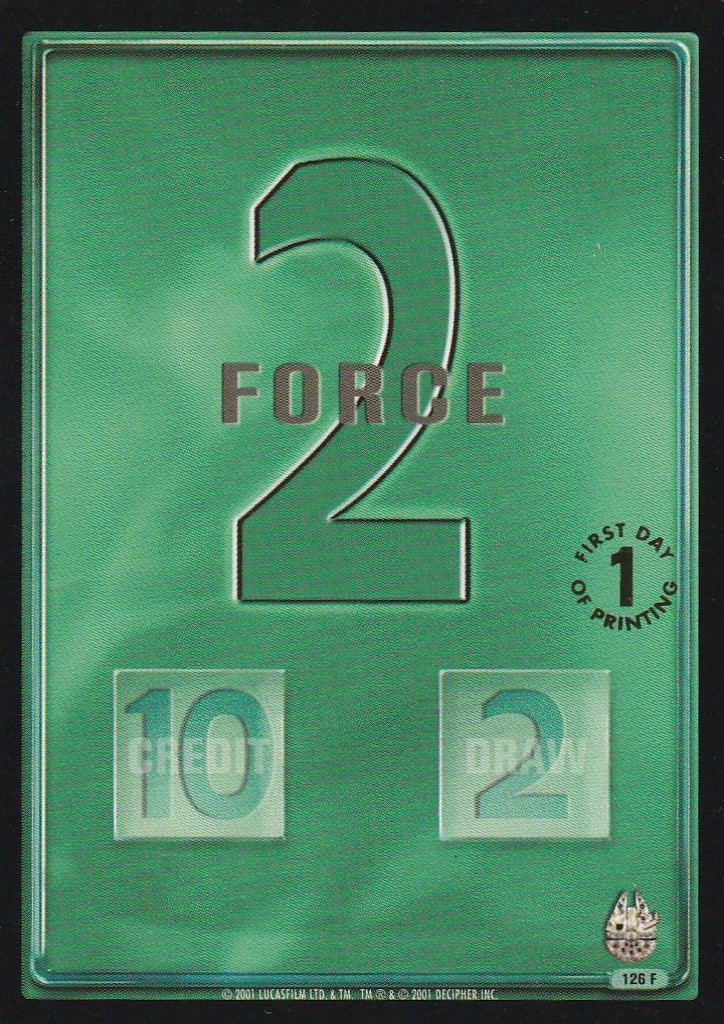 2
FORCE
FIRST DAY
1
OF PRINTING
10
CREDIT
2
DRAW
126 F
© 2001 LUCASFILM LTD. & TM. TM ® & © 2001 DECIPHER INC.